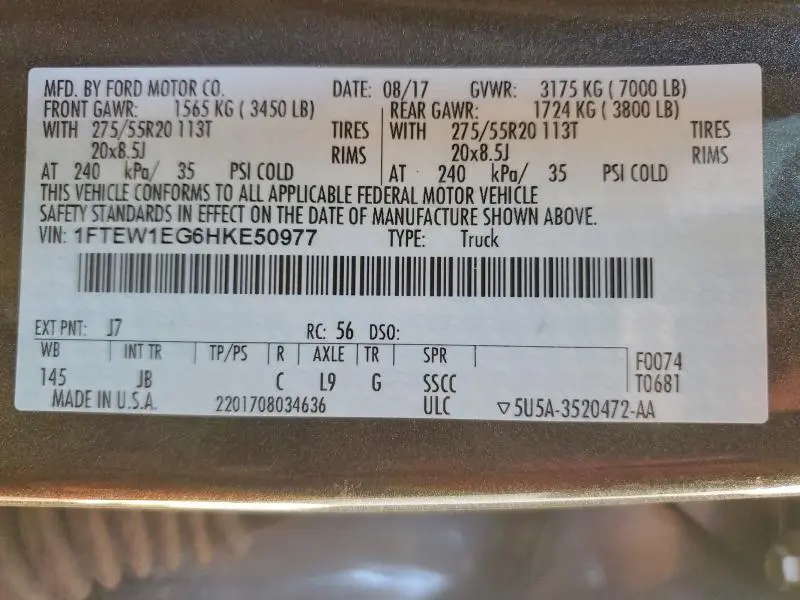 MFD. BY FORD MOTOR CO. DATE: 08/17 GVWR: 3175 KG ( 7000 LB)
FRONT GAWR: 1565 KG ( 3450 LB) REAR GAWR: 1724 KG ( 3800 LB)
WITH 275/55R20 113T TIRES WITH 275/55R20 113T TIRES
20x8.5J RIMS 20x8.5J RIMS
AT 240 kPa/ 35 PSI COLD AT 240 kPa/ 35 PSI COLD
THIS VEHICLE CONFORMS TO ALL APPLICABLE FEDERAL MOTOR VEHICLE
SAFETY STANDARDS IN EFFECT ON THE DATE OF MANUFACTURE SHOWN ABOVE.
VIN: 1FTEW1EG6HKE50977 TYPE: Truck
EXT PNT: J7 RC: 56 DSO:
WB INT TR TP/PS R AXLE TR SPR F0074
145 JB C L9 G SSCC T0681
MADE IN U.S.A. 2201708034636 ULC ▽5U5A-3520472-AA